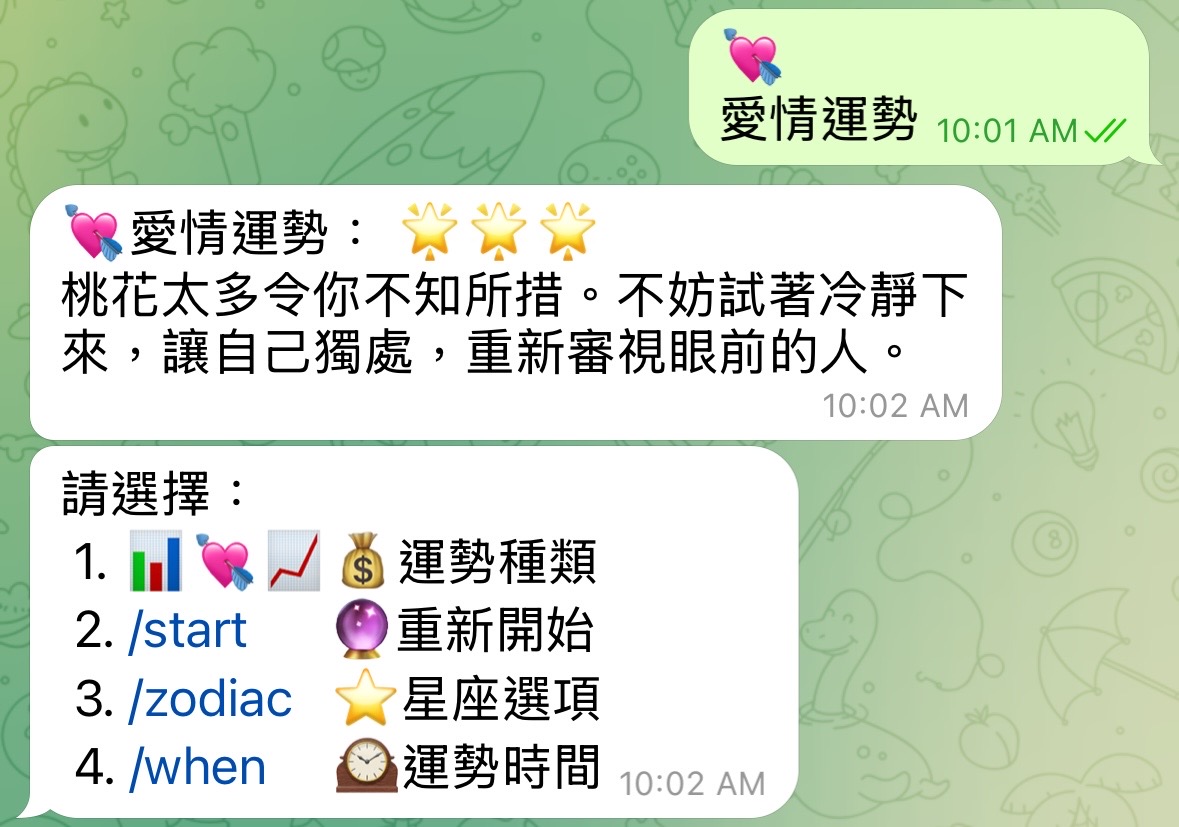 💘
愛情運勢 10:01 AM
💘愛情運勢： 🌟🌟🌟
桃花太多令你不知所措。不妨試著冷靜下
來，讓自己獨處，重新審視眼前的人。
10:02 AM
請選擇：
1. 📊💘📈💰運勢種類
2. /start 🔮重新開始
3. /zodiac ⭐星座選項
4. /when 🕰運勢時間 10:02 AM